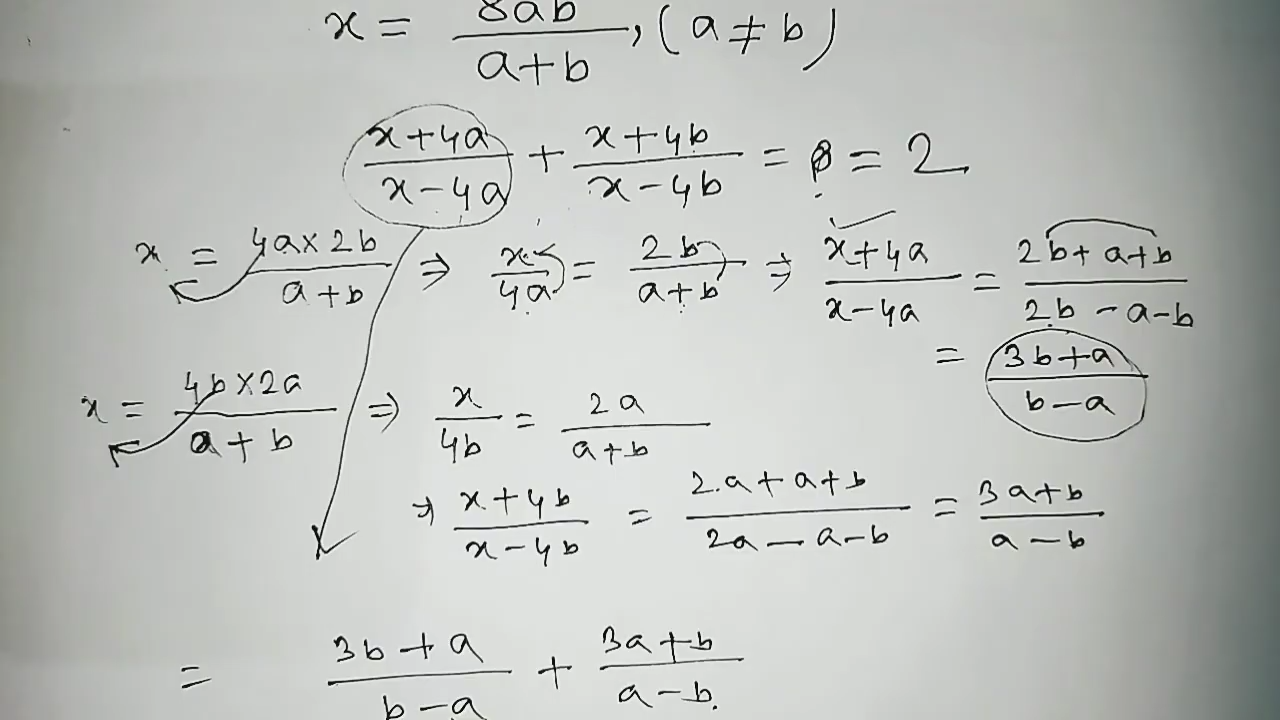 x = 8ab / a+b , (a ≠ b)
x+4a / x-4a + x+4b / x-4b = = 2
x = 4a×2b / a+b ⇒ x / 4a = 2b / a+b ⇒ x+4a / x-4a = 2b+a+b / 2b-a-b
= 3b+a / b-a
x = 4b×2a / a+b ⇒ x / 4b = 2a / a+b
⇒ x+4b / x-4b = 2.a+a+b / 2a-a-b = 3a+b / a-b
= 3b+a / b-a + 3a+b / a-b.